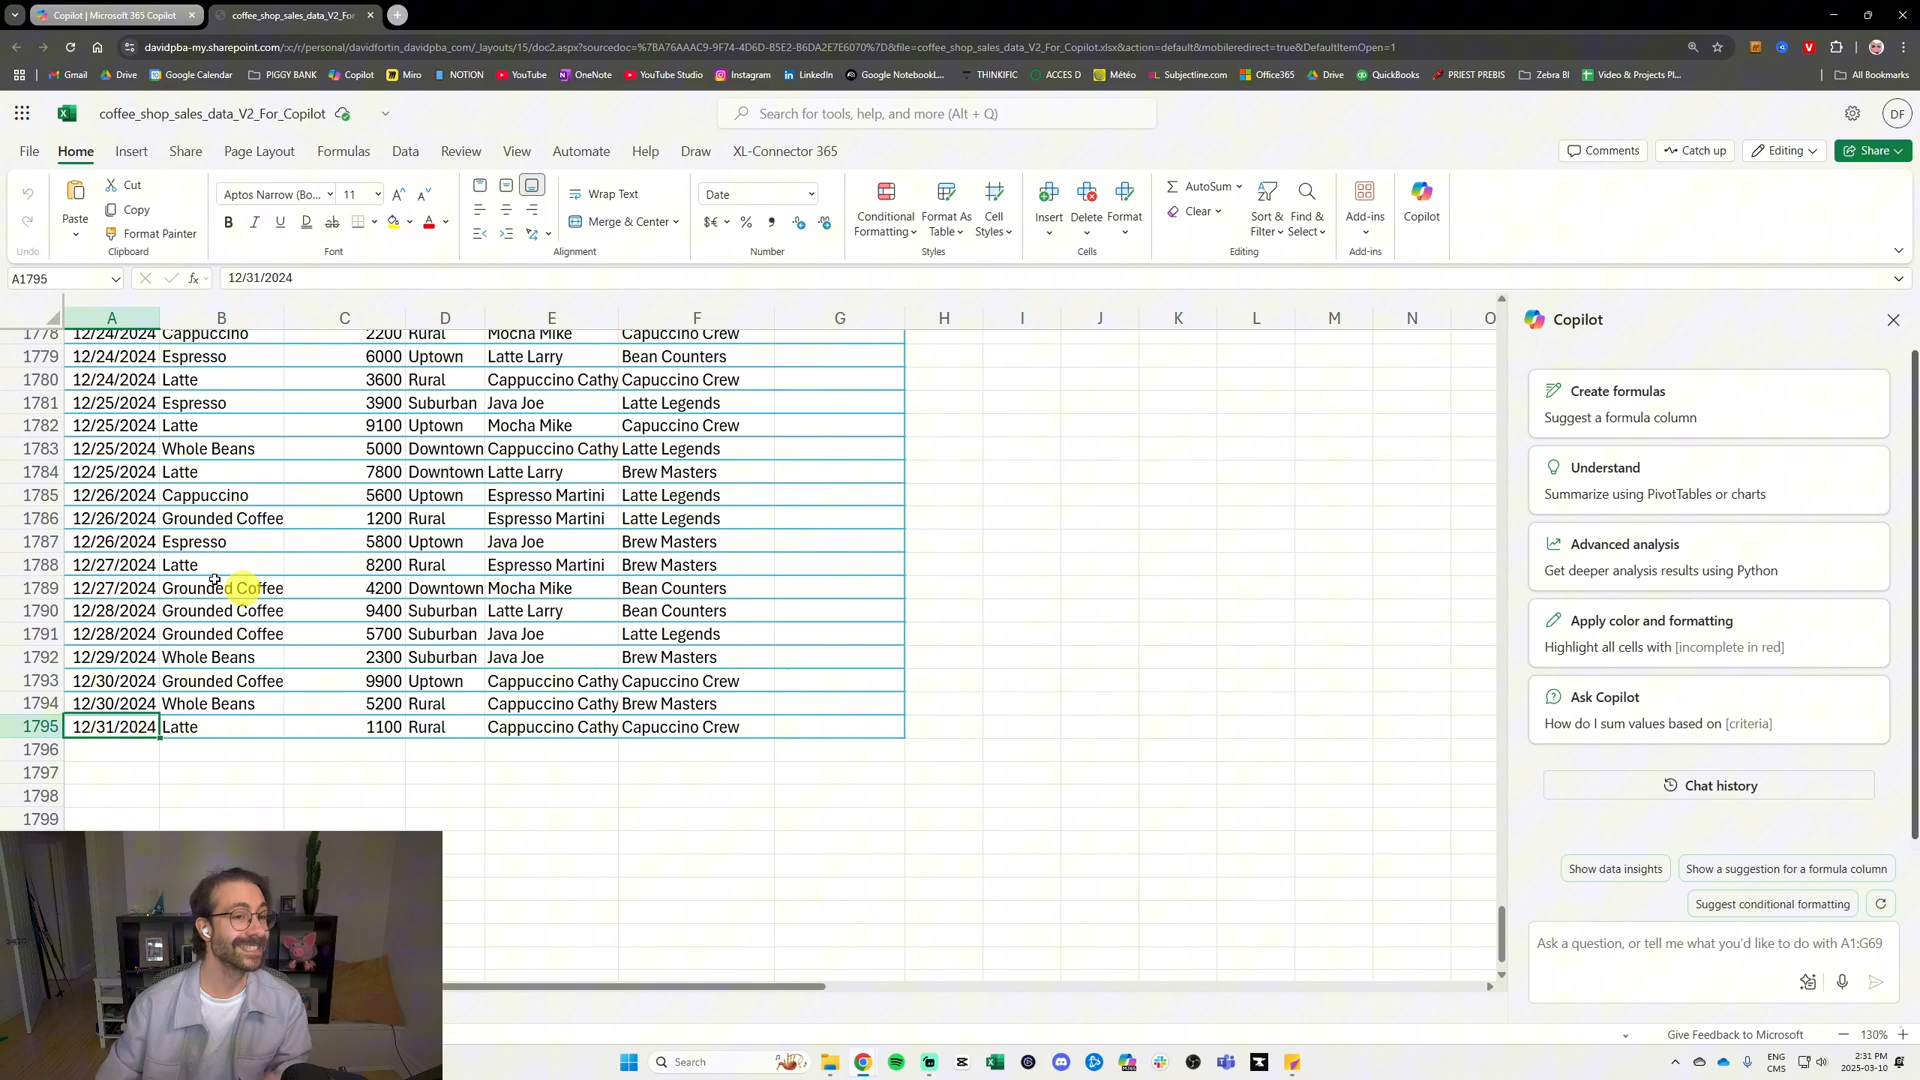 Copilot | Microsoft 365 Copilot
coffee_shop_sales_data_V2_For_
davidpba-my.sharepoint.com/:x:/r/personal/davidfortin_davidpba_com/_layouts/15/doc2.aspx?sourcedoc=%7BA76AAAC9-9F74-4D6D-B5E2-B6DA2E7E6070%7D&file=coffee_shop_sales_data_V2_For_Copilot.xlsx&action=default&mobileredirect=true&DefaultItemOpen=1
Gmail Drive Google Calendar PIGGY BANK Copilot Miro NOTION YouTube OneNote YouTube Studio Instagram LinkedIn Google NotebookL... THINKIFIC ACCES D Météo Subjectline.com Office365 Drive QuickBooks PRIEST PREBIS Zebra BI Video & Projects Pl... All Bookmarks
coffee_shop_sales_data_V2_For_Copilot
Search for tools, help, and more (Alt + Q)
DF
File Home Insert Share Page Layout Formulas Data Review View Automate Help Draw XL-Connector 365
Comments Catch up Editing Share
Paste
Cut
Copy
Format Painter
Aptos Narrow (Bo... 11
Wrap Text
Merge & Center
Date
Conditional Formatting
Format As Table
Cell Styles
Insert Delete Format
AutoSum
Clear
Sort & Filter
Find & Select
Add-ins
Copilot
Undo Clipboard Font Alignment Number Styles Cells Editing Add-ins
A1795 fx 12/31/2024
A B C D E F G H I J K L M N O
1778 12/24/2024 Cappuccino 2200 Rural Mocha Mike Capuccino Crew
1779 12/24/2024 Espresso 6000 Uptown Latte Larry Bean Counters
1780 12/24/2024 Latte 3600 Rural Cappuccino Cathy Capuccino Crew
1781 12/25/2024 Espresso 3900 Suburban Java Joe Latte Legends
1782 12/25/2024 Latte 9100 Uptown Mocha Mike Capuccino Crew
1783 12/25/2024 Whole Beans 5000 Downtown Cappuccino Cathy Latte Legends
1784 12/25/2024 Latte 7800 Downtown Latte Larry Brew Masters
1785 12/26/2024 Cappuccino 5600 Uptown Espresso Martini Latte Legends
1786 12/26/2024 Grounded Coffee 1200 Rural Espresso Martini Latte Legends
1787 12/26/2024 Espresso 5800 Uptown Java Joe Brew Masters
1788 12/27/2024 Latte 8200 Rural Espresso Martini Brew Masters
1789 12/27/2024 Grounded Coffee 4200 Downtown Mocha Mike Bean Counters
1790 12/28/2024 Grounded Coffee 9400 Suburban Latte Larry Bean Counters
1791 12/28/2024 Grounded Coffee 5700 Suburban Java Joe Latte Legends
1792 12/29/2024 Whole Beans 2300 Suburban Java Joe Brew Masters
1793 12/30/2024 Grounded Coffee 9900 Uptown Cappuccino Cathy Capuccino Crew
1794 12/30/2024 Whole Beans 5200 Rural Cappuccino Cathy Brew Masters
1795 12/31/2024 Latte 1100 Rural Cappuccino Cathy Capuccino Crew
1796
1797
1798
1799
Copilot
Create formulas
Suggest a formula column
Understand
Summarize using PivotTables or charts
Advanced analysis
Get deeper analysis results using Python
Apply color and formatting
Highlight all cells with [incomplete in red]
Ask Copilot
How do I sum values based on [criteria]
Chat history
Show data insights
Show a suggestion for a formula column
Suggest conditional formatting
Ask a question, or tell me what you'd like to do with A1:G69
Give Feedback to Microsoft 130%
Search
ENG
CMS
2:31 PM
2025-03-10